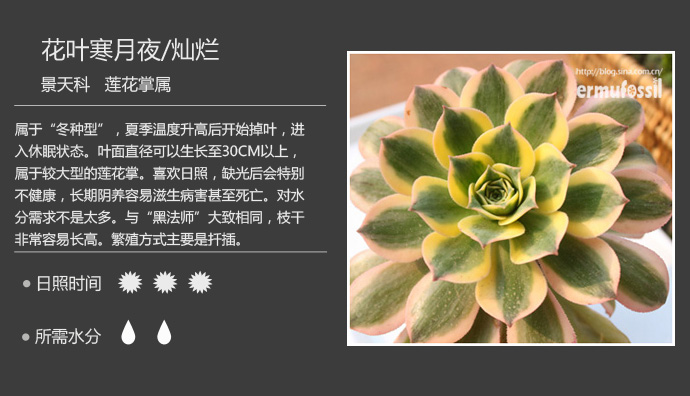 花叶寒月夜/灿烂
景天科 莲花掌属
属于“冬种型”，夏季温度升高后开始掉叶，进
入休眠状态。叶面直径可以生长至30CM以上，
属于较大型的莲花掌。喜欢日照，缺光后会特别
不健康，长期阴养容易滋生病害甚至死亡。对水
分需求不是太多。与“黑法师”大致相同，枝干
非常容易长高。繁殖方式主要是扦插。
日照时间
所需水分
http://blog.sina.com.cn/
ermufossil